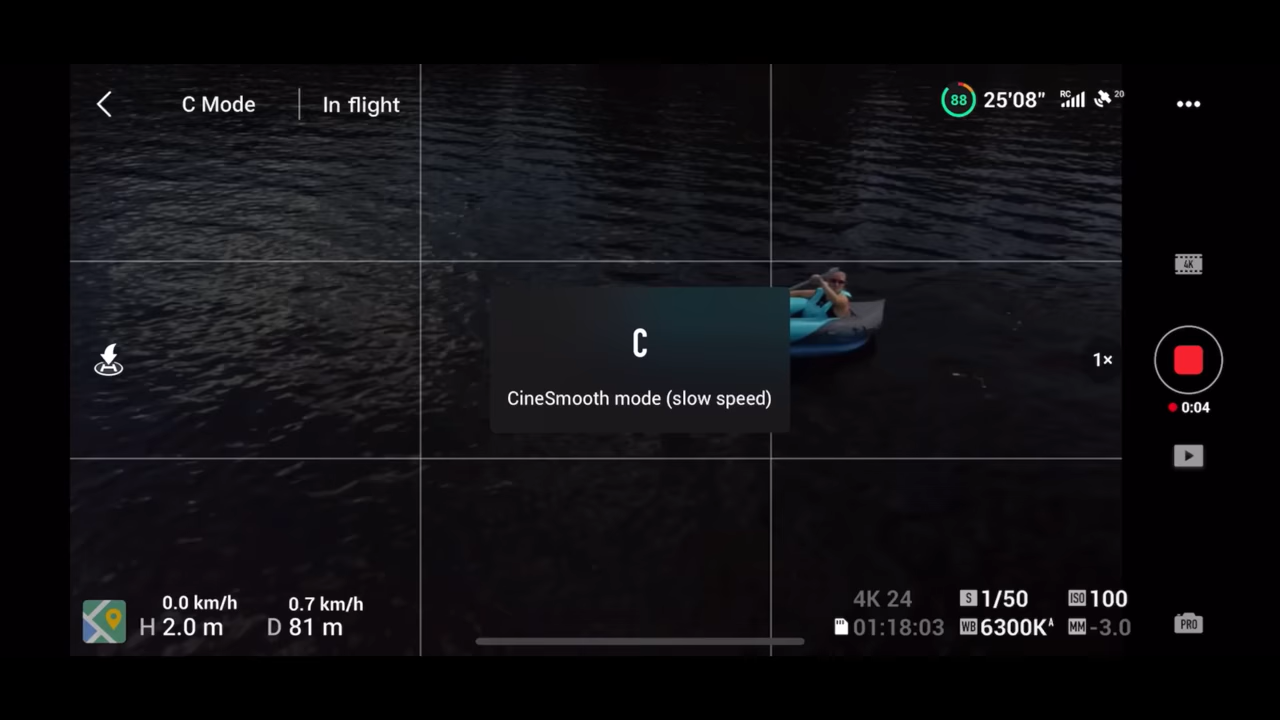 C Mode
In flight
88
25'08"
RC
20
4K
C
CineSmooth mode (slow speed)
1×
0:04
0.0 km/h
0.7 km/h
H 2.0 m
D 81 m
4K 24
S 1/50
ISO 100
01:18:03
WB 6300K A
MM -3.0
PRO